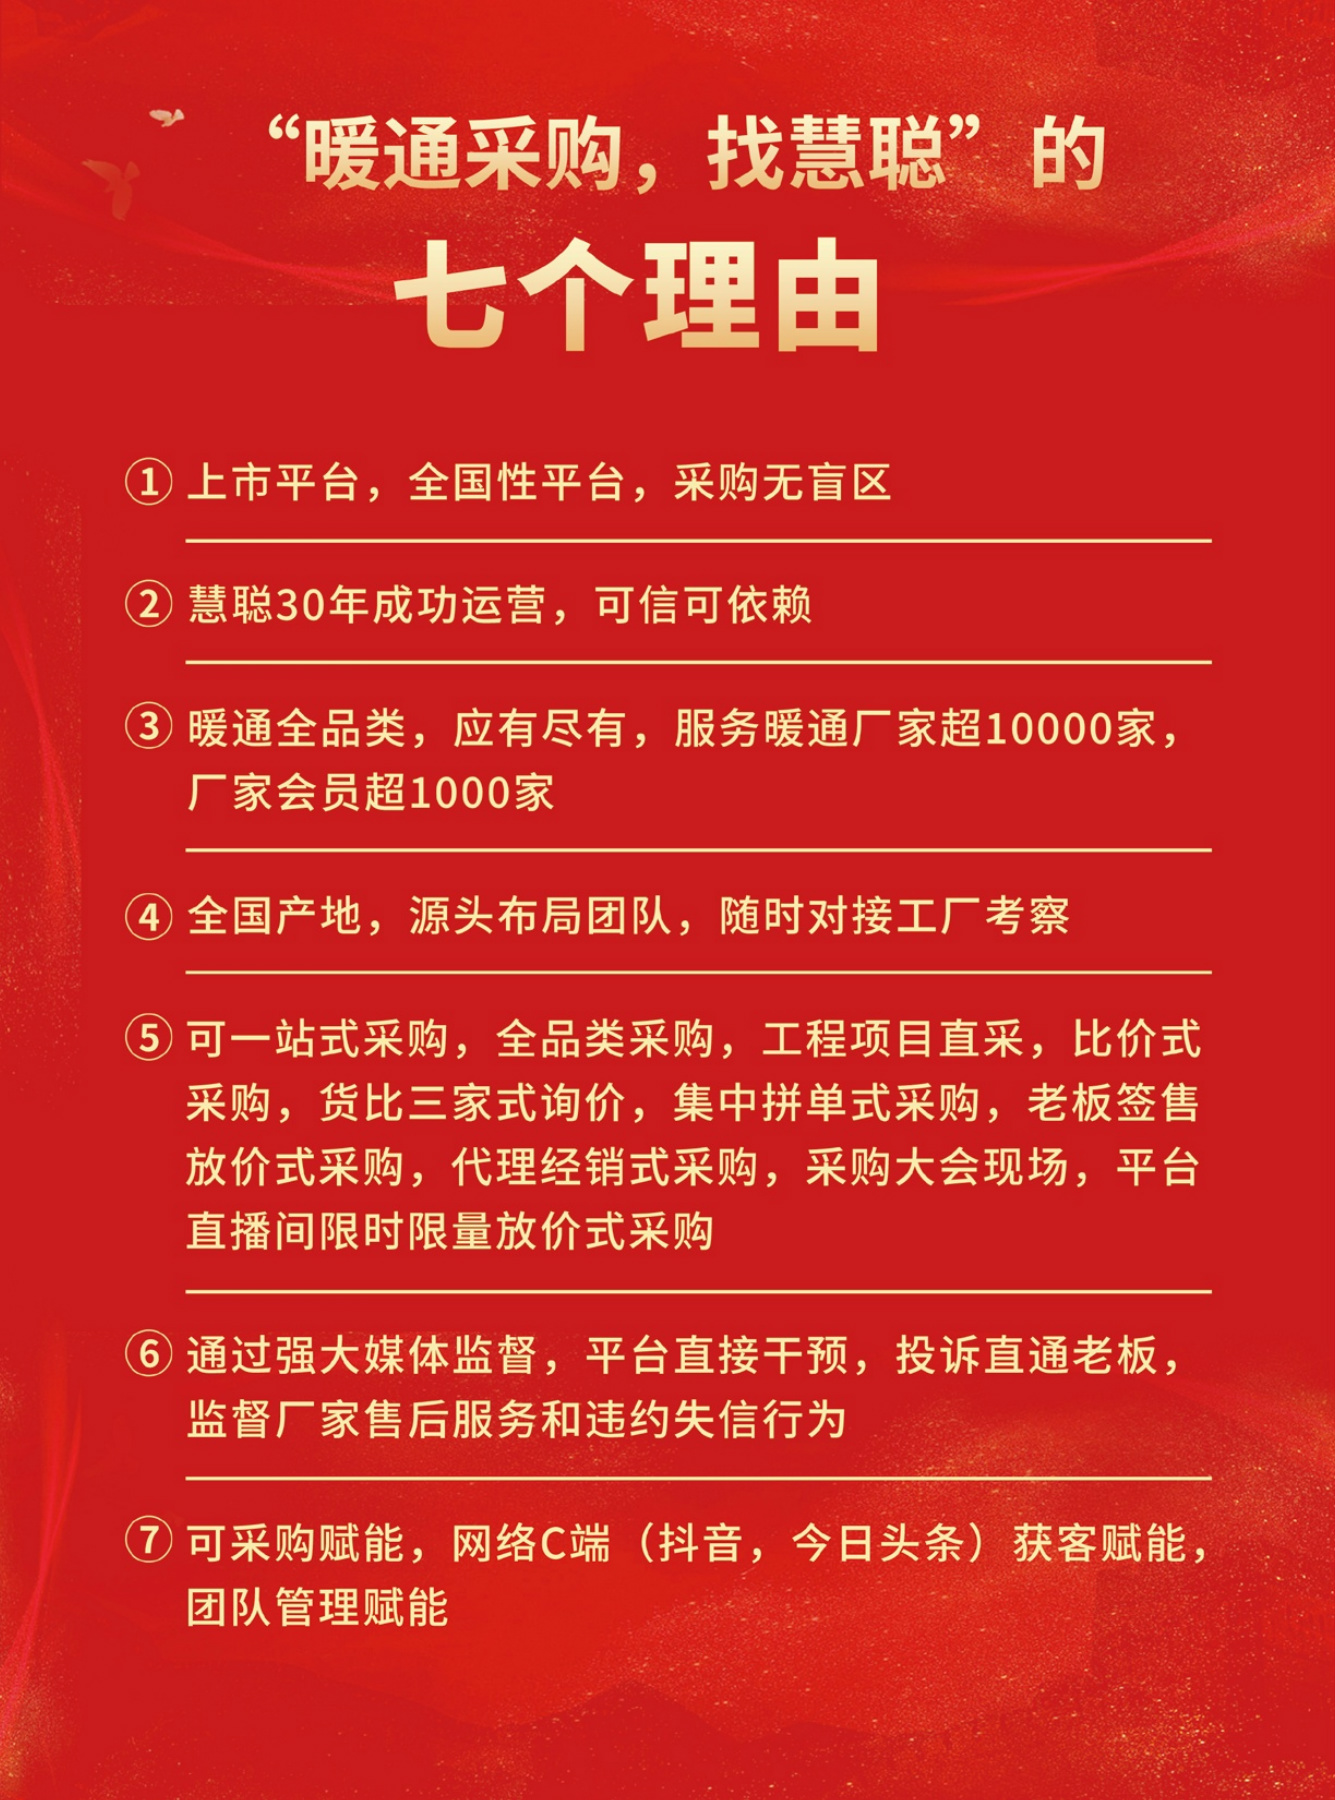 “暖通采购，找慧聪”的
七个理由
① 上市平台，全国性平台，采购无盲区
② 慧聪30年成功运营，可信可依赖
③ 暖通全品类，应有尽有，服务暖通厂家超10000家，
厂家会员超1000家
④ 全国产地，源头布局团队，随时对接工厂考察
⑤ 可一站式采购，全品类采购，工程项目直采，比价式
采购，货比三家式询价，集中拼单式采购，老板签售
放价式采购，代理经销式采购，采购大会现场，平台
直播间限时限量放价式采购
⑥ 通过强大媒体监督，平台直接干预，投诉直通老板，
监督厂家售后服务和违约失信行为
⑦ 可采购赋能，网络C端（抖音，今日头条）获客赋能，
团队管理赋能